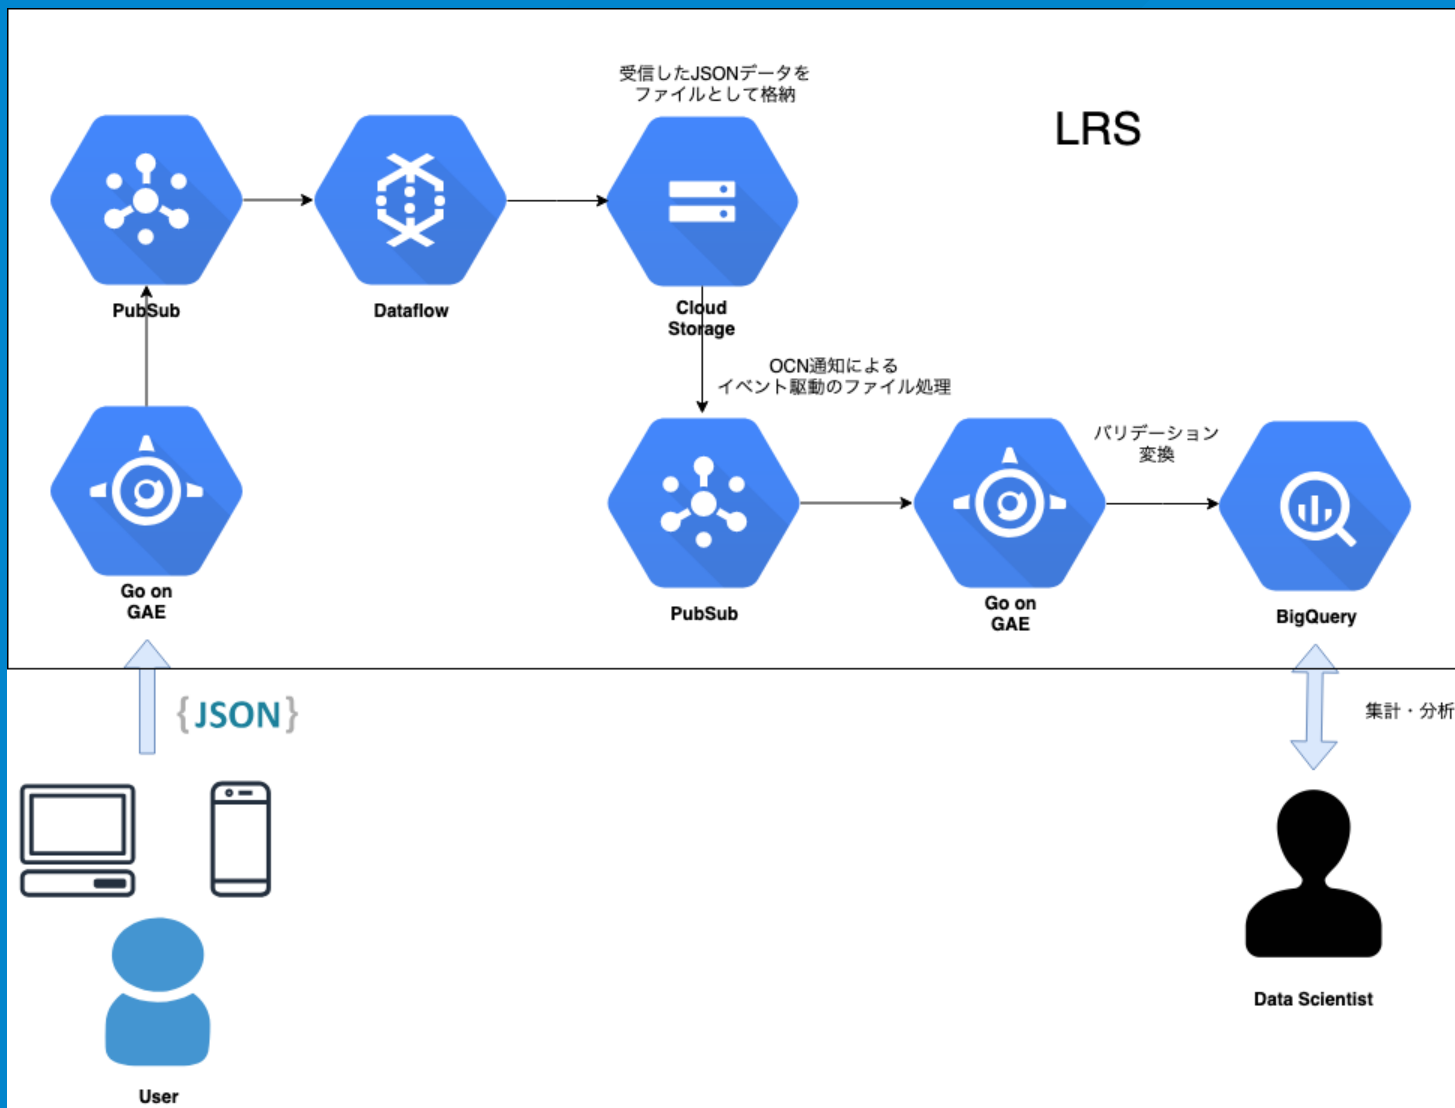 受信したJSONデータを
ファイルとして格納
LRS
PubSub
Dataflow
Cloud
Storage
OCN通知による
イベント駆動のファイル処理
バリデーション
変換
Go on
GAE
PubSub
Go on
GAE
BigQuery
{JSON}
集計・分析
Data Scientist
User